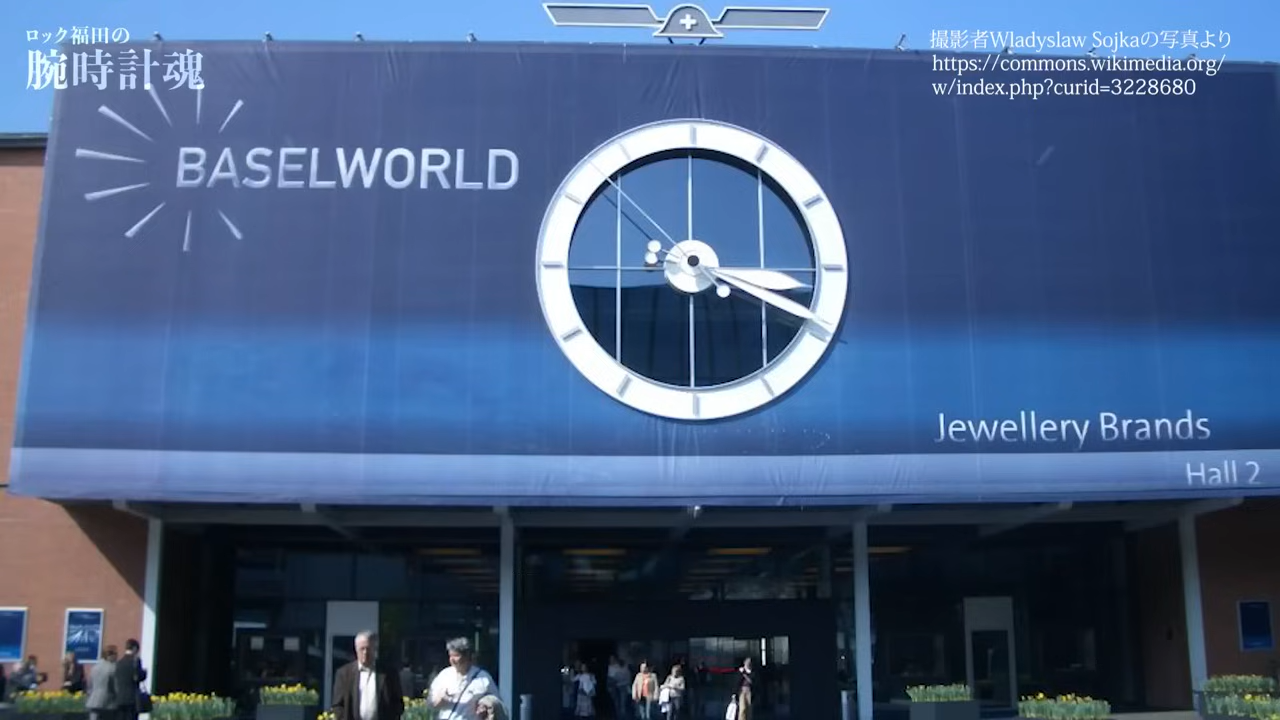 ロック福田の
腕時計魂
撮影者Wladyslaw Sojkaの写真より
https://commons.wikimedia.org/
w/index.php?curid=3228680
BASELWORLD
Jewellery Brands
Hall 2